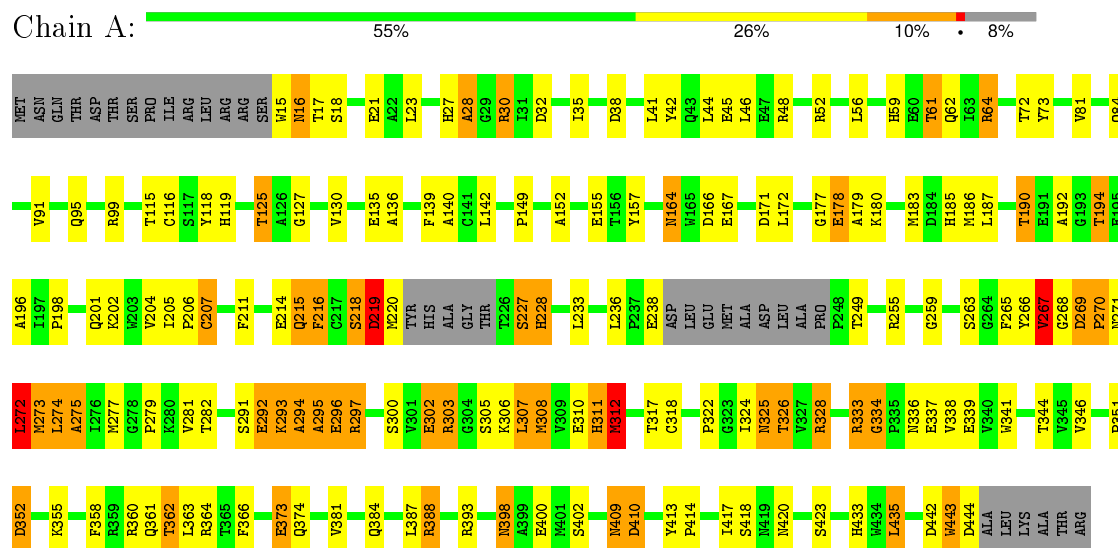 Chain A:
55% 26% 10% • 8%
MET ASN GLN THR ASP THR SER PRO ILE ARG LEU ARG ARG SER W15 N16 T17 S18 E21 A22 L23 H27 A28 G29 R30 I31 D32 I35 D38 L41 Y42 Q43 L44 E45 L46 E47 R48 R52 L56 H59 E60 T61 Q62 I63 R64 T72 Y73 V81 Q84
V91 Q95 R99 T115 C116 S117 Y118 H119 T125 A126 G127 V130 E135 A136 F139 A140 C141 L142 P149 A152 E155 T156 Y157 N164 W165 D166 E167 D171 L172 G177 E178 A179 K180 M183 D184 H185 M186 L187 T190 E191 A192 G193 T194 E195
A196 I197 P198 Q201 K202 W203 V204 I205 P206 C207 F211 E214 Q215 F216 C217 S218 D219 M220 TYR HIS ALA GLY THR T226 S227 H228 L233 L236 P237 E238 ASP LEU GLU MET ALA ASP LEU ALA PRO P248 T249 R255 G259 S263 G264 F265 Y266 V267 G268 D269 P270 N271
L272 M273 L274 A275 I276 M277 G278 P279 K280 V281 T282 S291 E292 K293 A294 A295 E296 R297 S300 V301 E302 R303 G304 S305 K306 L307 M308 V309 E310 H311 M312 T317 C318 P322 G323 I324 N325 T326 V327 R328 R333 G334 P335 N336 E337 V338 E339 V340 W341 T344 V345 V346 P351
D352 K355 F358 R359 R360 Q361 T362 L363 R364 T365 F366 E373 Q374 V381 Q384 L387 R388 R393 N398 A399 E400 M401 S402 N409 D410 Y413 P414 I417 S418 N419 N420 S423 H433 W434 L435 D442 W443 D444 ALA LEU LYS ALA THR ARG